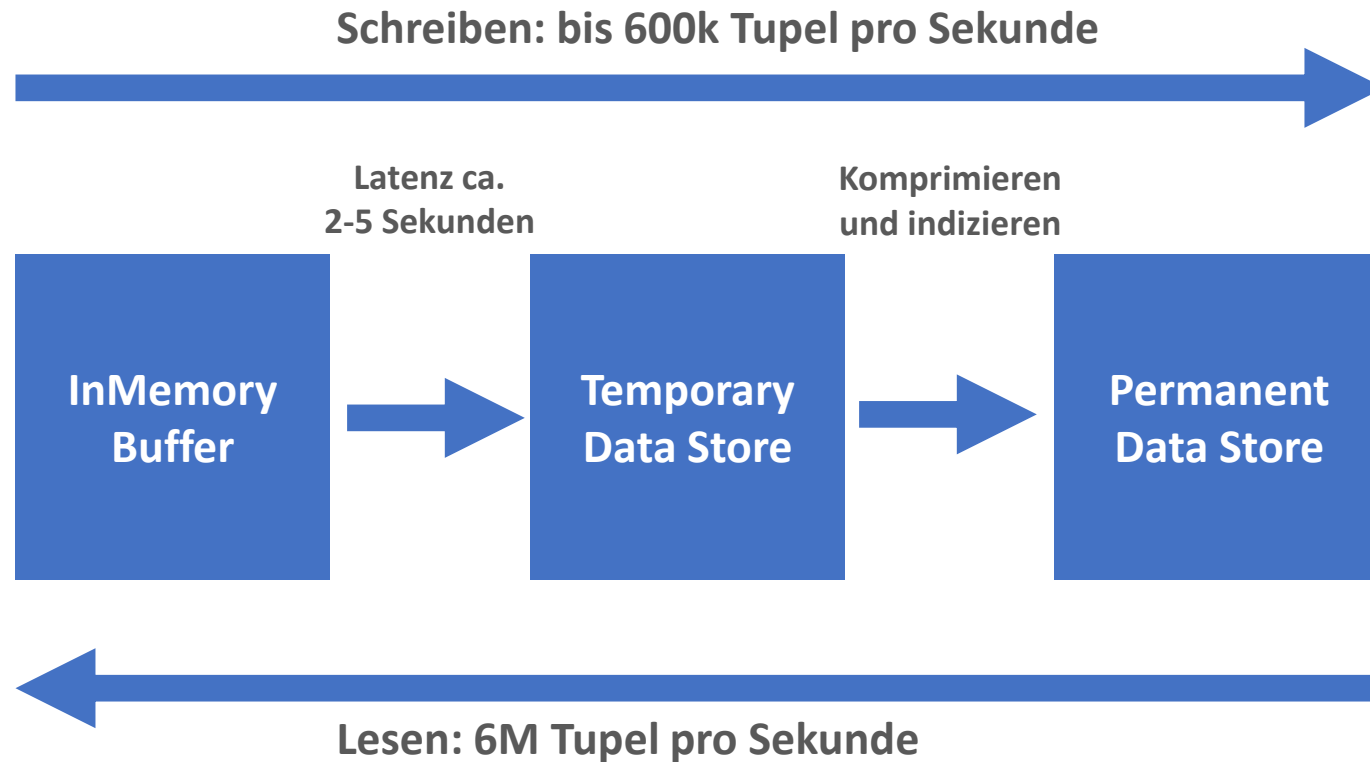 Schreiben: bis 600k Tupel pro Sekunde
Latenz ca.
2-5 Sekunden
Komprimieren
und indizieren
InMemory
Buffer
Temporary
Data Store
Permanent
Data Store
Lesen: 6M Tupel pro Sekunde